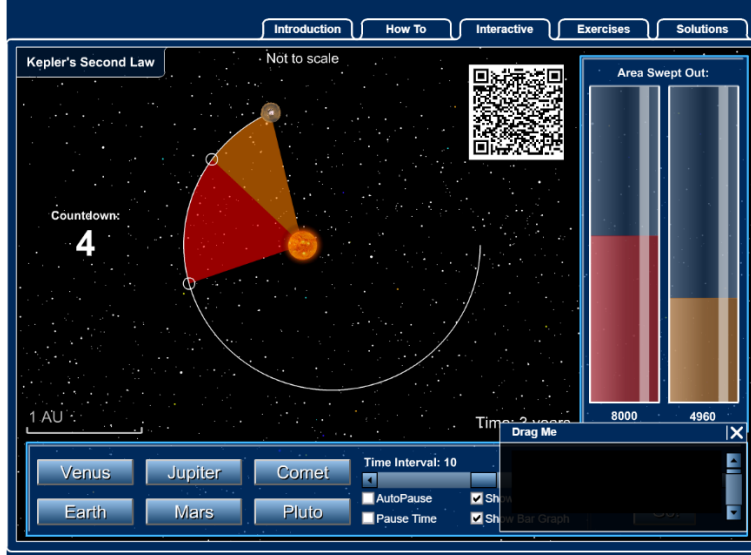 Introduction
How To
Interactive
Exercises
Solutions
Kepler's Second Law
Not to scale
Area Swept Out:
Countdown:
4
1 AU
8000
4960
Drag Me
Venus
Jupiter
Comet
Earth
Mars
Pluto
Time Interval: 10
AutoPause
Pause Time
Show Bar Graph